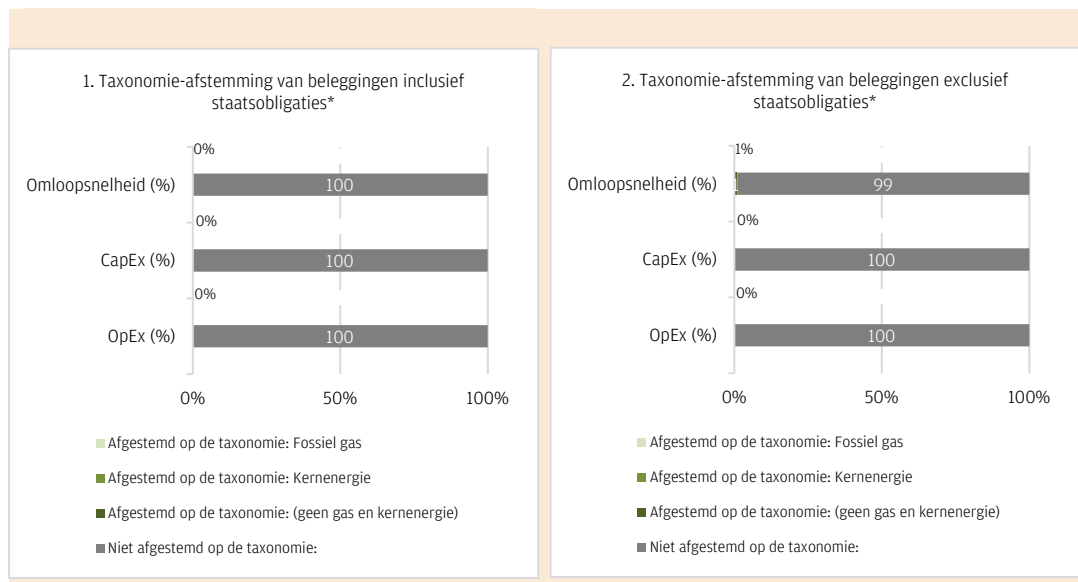 1. Taxonomie-afstemming van beleggingen inclusief
staatsobligaties*
0%
Omloopsnelheid (%)
100
0%
CapEx (%)
100
0%
OpEx (%)
100
0%
50%
100%
Afgestemd op de taxonomie: Fossiel gas
Afgestemd op de taxonomie: Kernenergie
Afgestemd op de taxonomie: (geen gas en kernenergie)
Niet afgestemd op de taxonomie:
2. Taxonomie-afstemming van beleggingen exclusief
staatsobligaties*
1%
Omloopsnelheid (%)
99
0%
CapEx (%)
100
0%
OpEx (%)
100
0%
50%
100%
Afgestemd op de taxonomie: Fossiel gas
Afgestemd op de taxonomie: Kernenergie
Afgestemd op de taxonomie: (geen gas en kernenergie)
Niet afgestemd op de taxonomie: